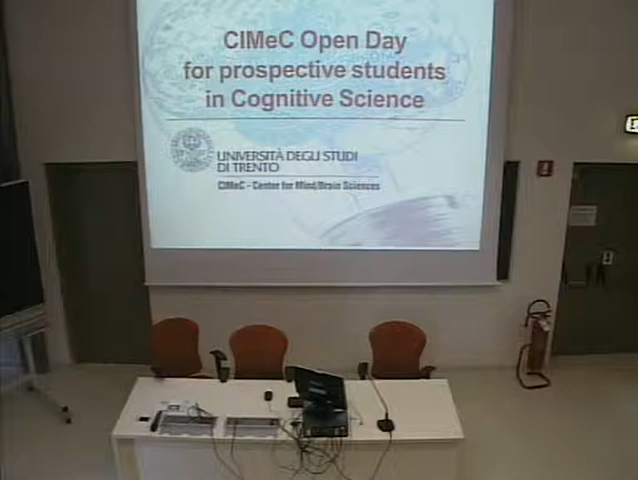 CIMeC Open Day
for prospective students
in Cognitive Science
UNIVERSITÀ DEGLI STUDI
DI TRENTO
CIMeC - Center for Mind/Brain Sciences